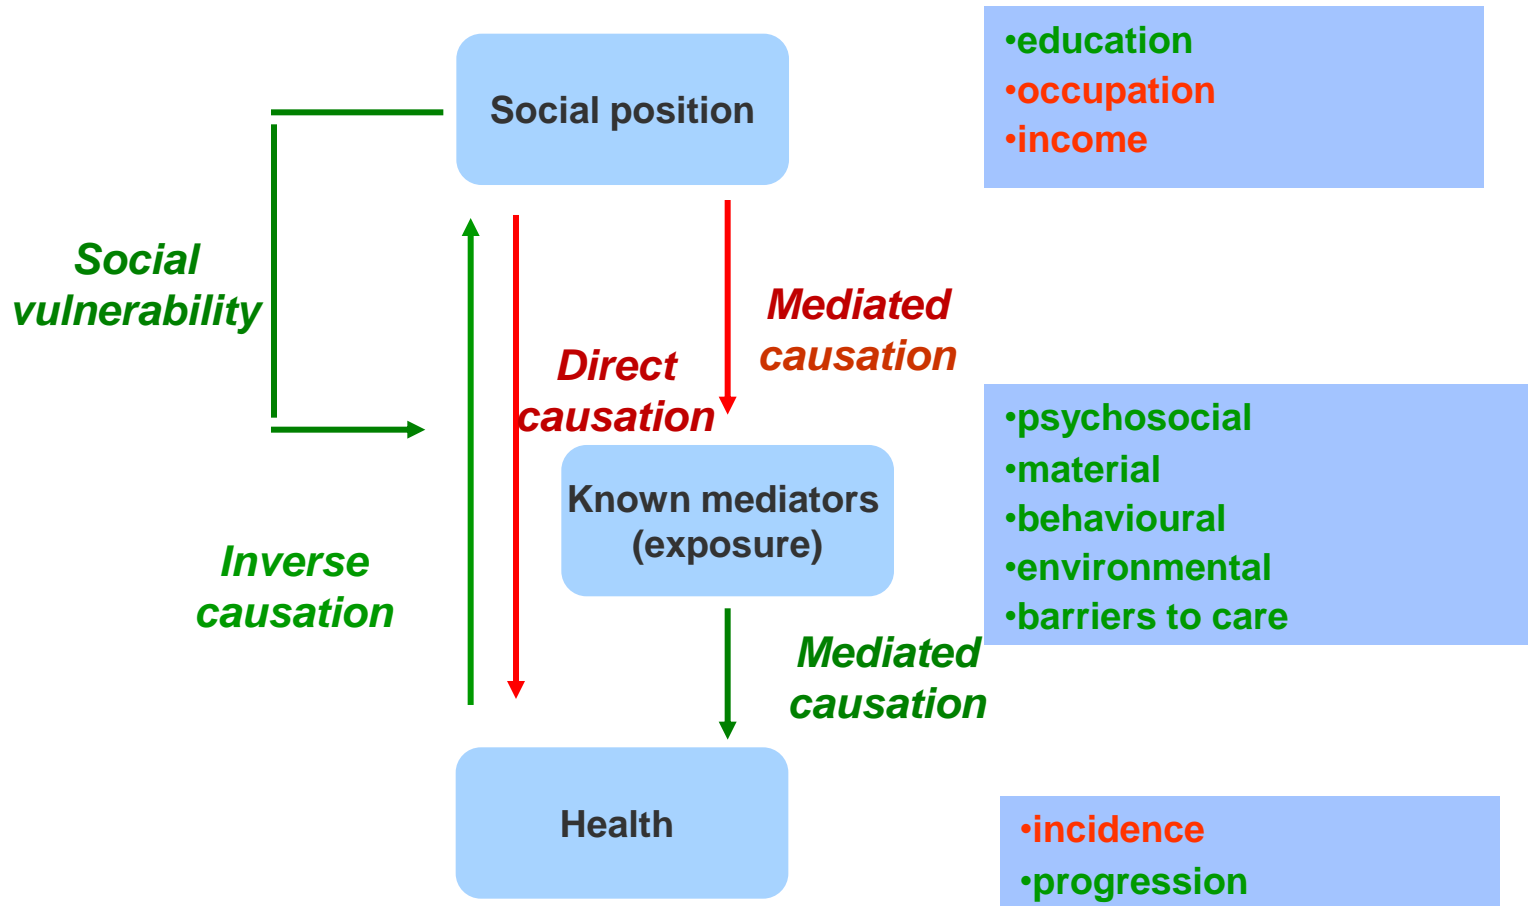 Social position
•education
•occupation
•income
Social
vulnerability
Mediated
causation
Direct
causation
Known mediators
(exposure)
•psychosocial
•material
•behavioural
•environmental
•barriers to care
Inverse
causation
Mediated
causation
Health
•incidence
•progression